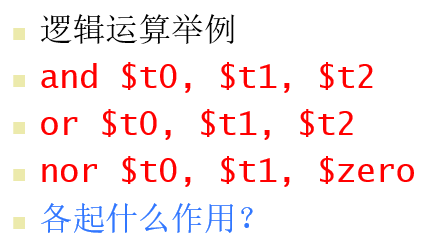 逻辑运算举例
and $t0, $t1, $t2
or $t0, $t1, $t2
nor $t0, $t1, $zero
各起什么作用？